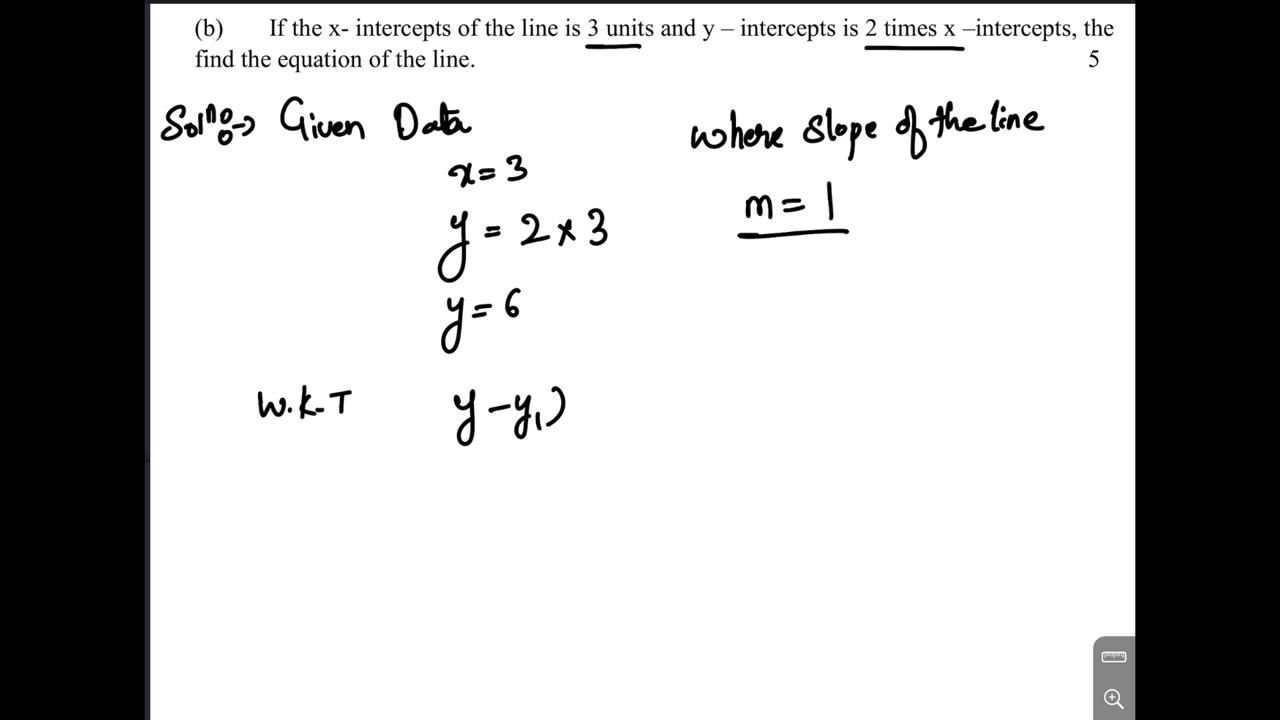 (b) If the x- intercepts of the line is 3 units and y – intercepts is 2 times x –intercepts, the
find the equation of the line. 5
Soln:→ Given Data
x = 3
y = 2 × 3
y = 6
W.K.T y - y₁)
where slope of the line
m = 1